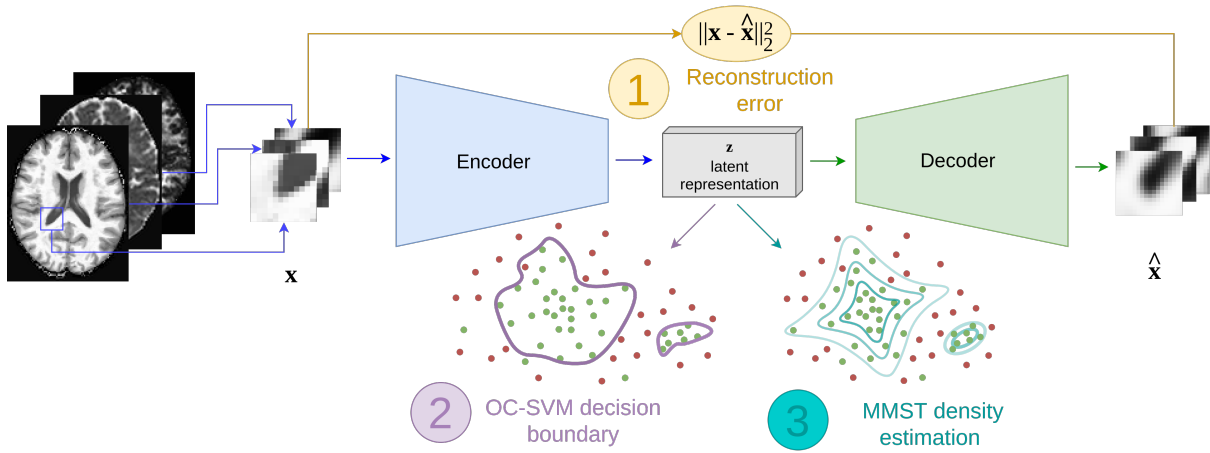 ||x - x̂||₂²
1
Reconstruction
error
Encoder
z
latent
representation
Decoder
x
x̂
2
OC-SVM decision
boundary
3
MMST density
estimation